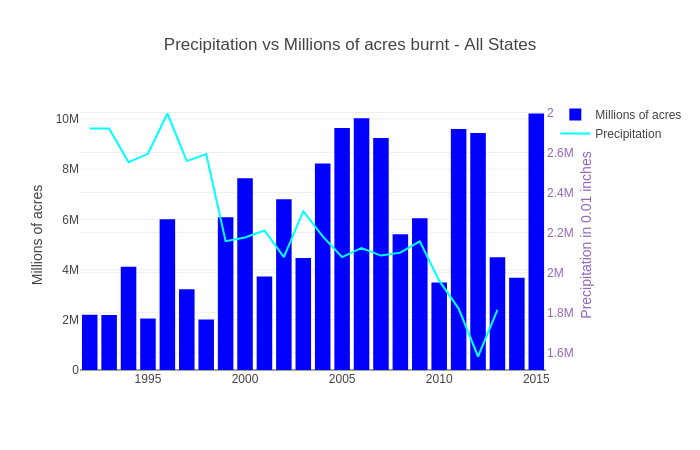 Precipitation vs Millions of acres burnt - All States
Millions of acres
Precipitation
10M
8M
6M
4M
2M
0
Millions of acres
1995
2000
2005
2010
2015
2
2.6M
2.4M
2.2M
2M
1.8M
1.6M
Precipitation in 0.01 inches